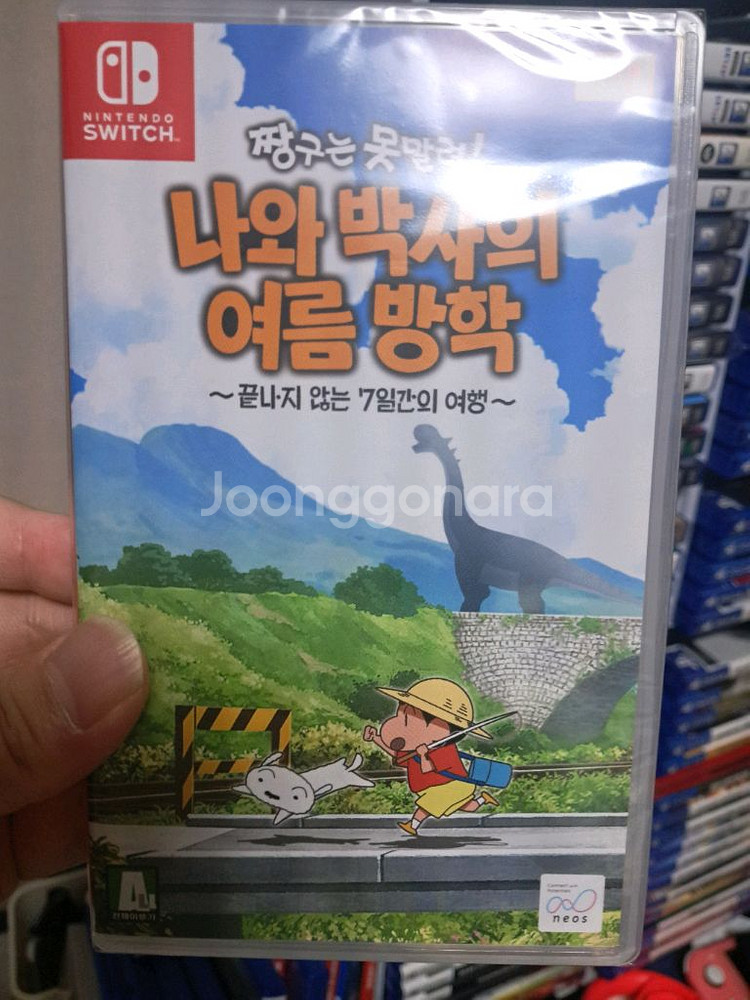 NINTENDO
SWITCH
짱구는 못말려!
나와 박사의
여름 방학
~끝나지 않는 7일간의 여행~
Joonggonara
전체이용가
neos